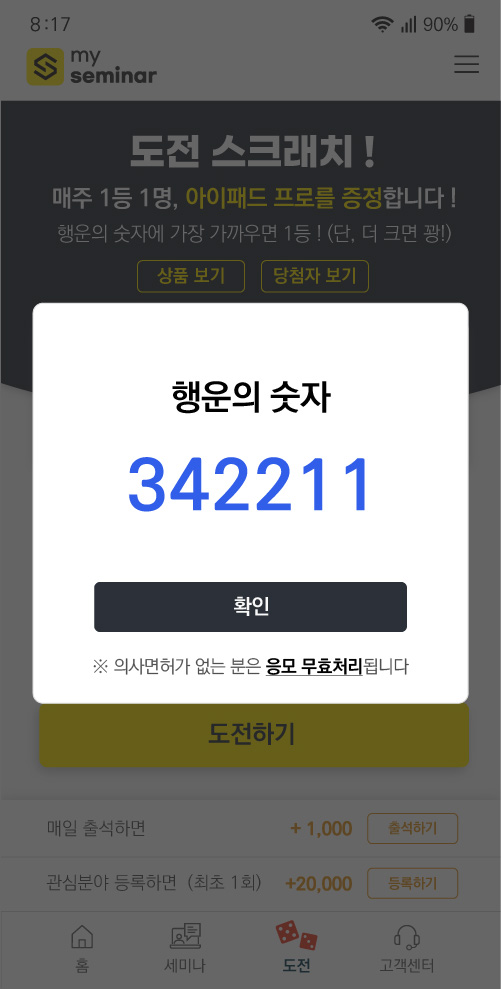 8:17
90%
my
seminar
도전 스크래치 !
매주 1등 1명, 아이패드 프로를 증정합니다 !
행운의 숫자에 가장 가까우면 1등 ! (단, 더 크면 꽝!)
상품 보기
당첨자 보기
행운의 숫자
342211
확인
※ 의사면허가 없는 분은 응모 무효처리됩니다
도전하기
매일 출석하면 + 1,000 출석하기
관심분야 등록하면 (최초 1회) +20,000 등록하기
홈 세미나 도전 고객센터